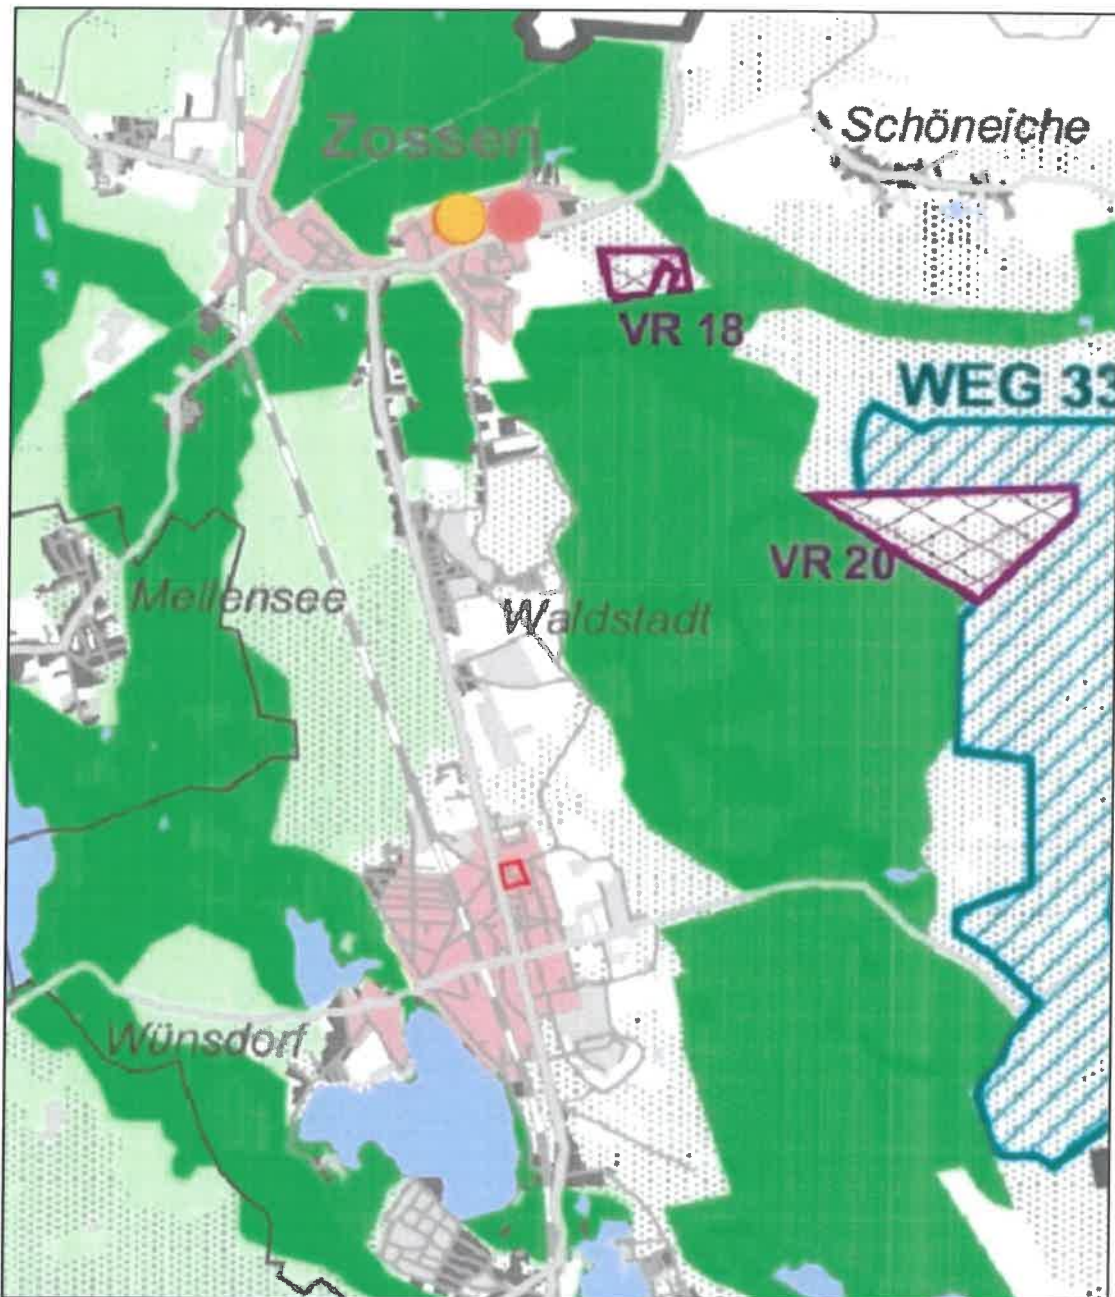 Schöneiche
Zossen
VR 18
WEG 33
VR 20
Mellensee
Waldstadt
Wünsdorf